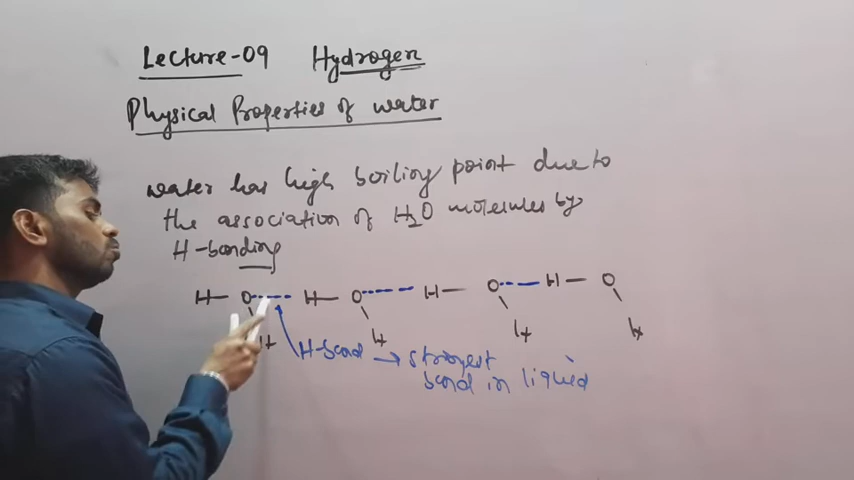 Lecture-09 Hydrogen
Physical Properties of water
water has high boiling point due to
the association of H₂O molecules by
H-bonding
H—O----H—O----H—O----H—O
H H H H
H-bond → strongest
bond in liquid